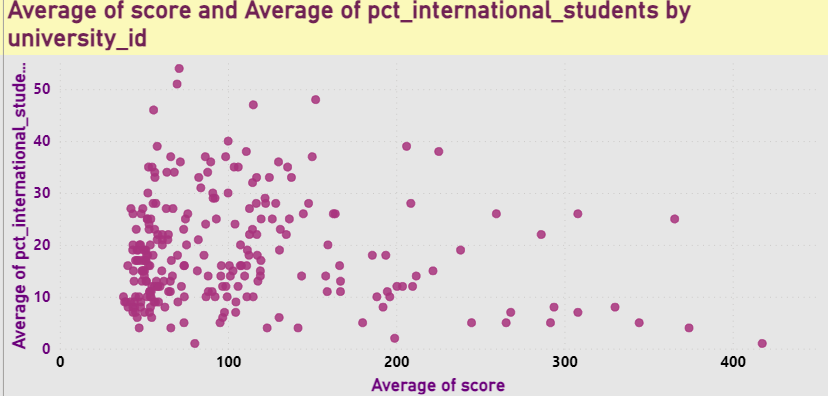 Average of score and Average of pct_international_students by
university_id
Average of pct_international_stude...
50
40
30
20
10
0
0 100 200 300 400
Average of score